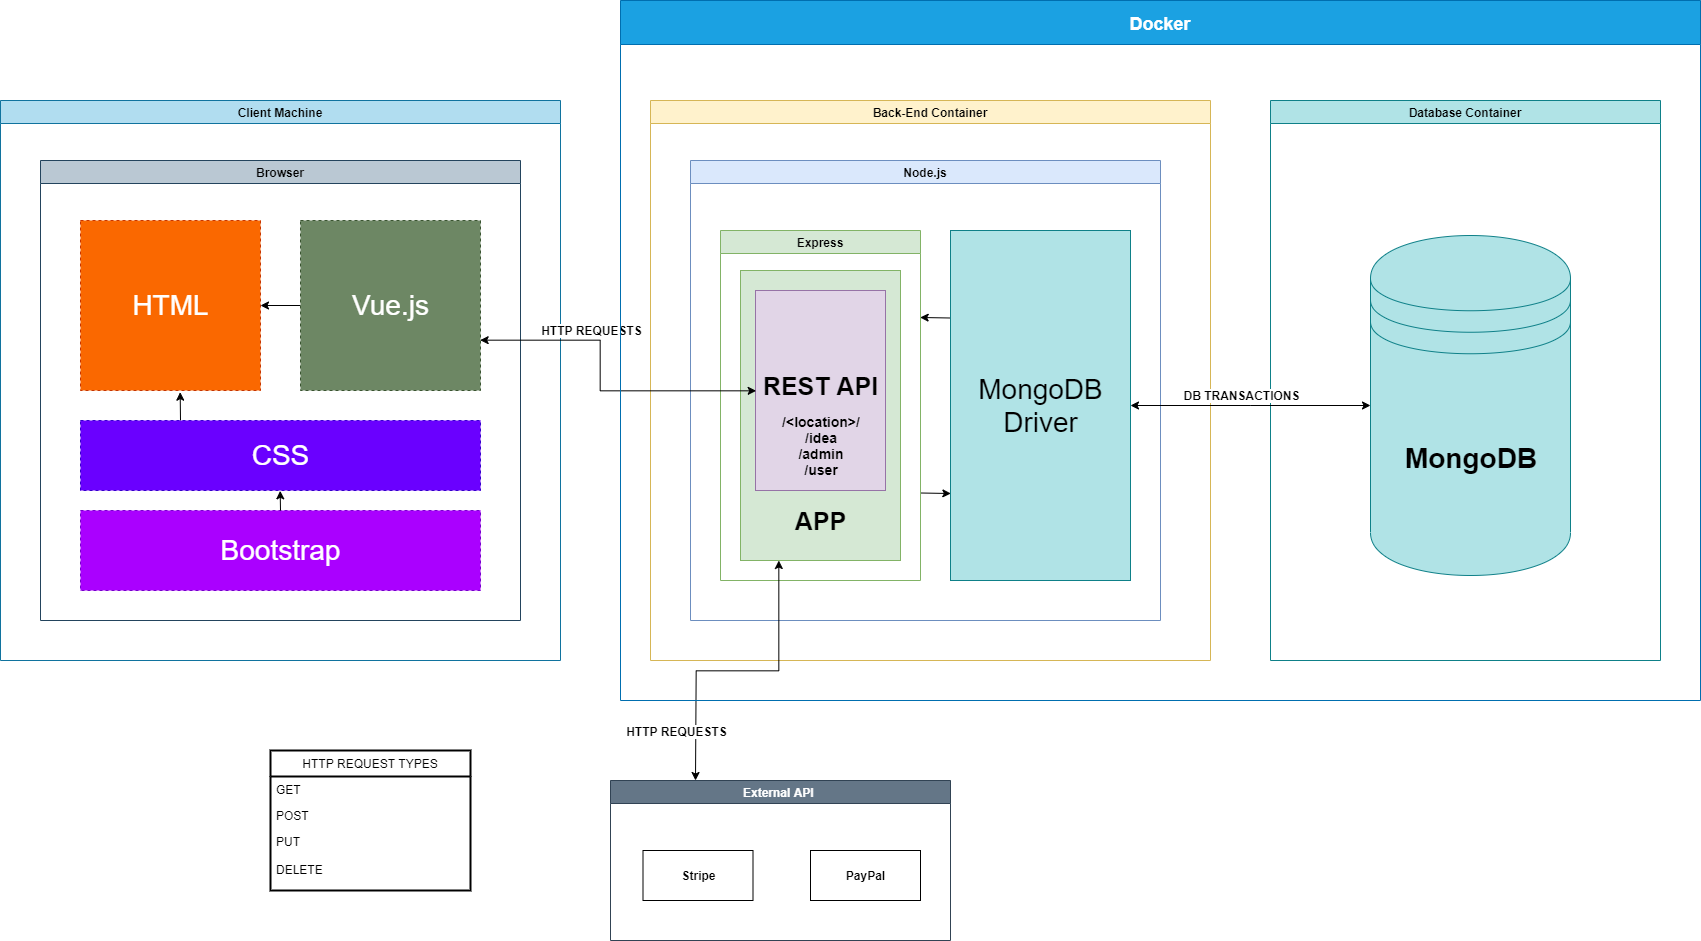 Docker
Client Machine
Back-End Container
Database Container
Browser
Node.js
Express
HTML
Vue.js
HTTP REQUESTS
REST API
/<location>/
/idea
/admin
/user
APP
MongoDB
Driver
DB TRANSACTIONS
MongoDB
CSS
Bootstrap
HTTP REQUESTS
HTTP REQUEST TYPES
GET
POST
PUT
DELETE
External API
Stripe
PayPal